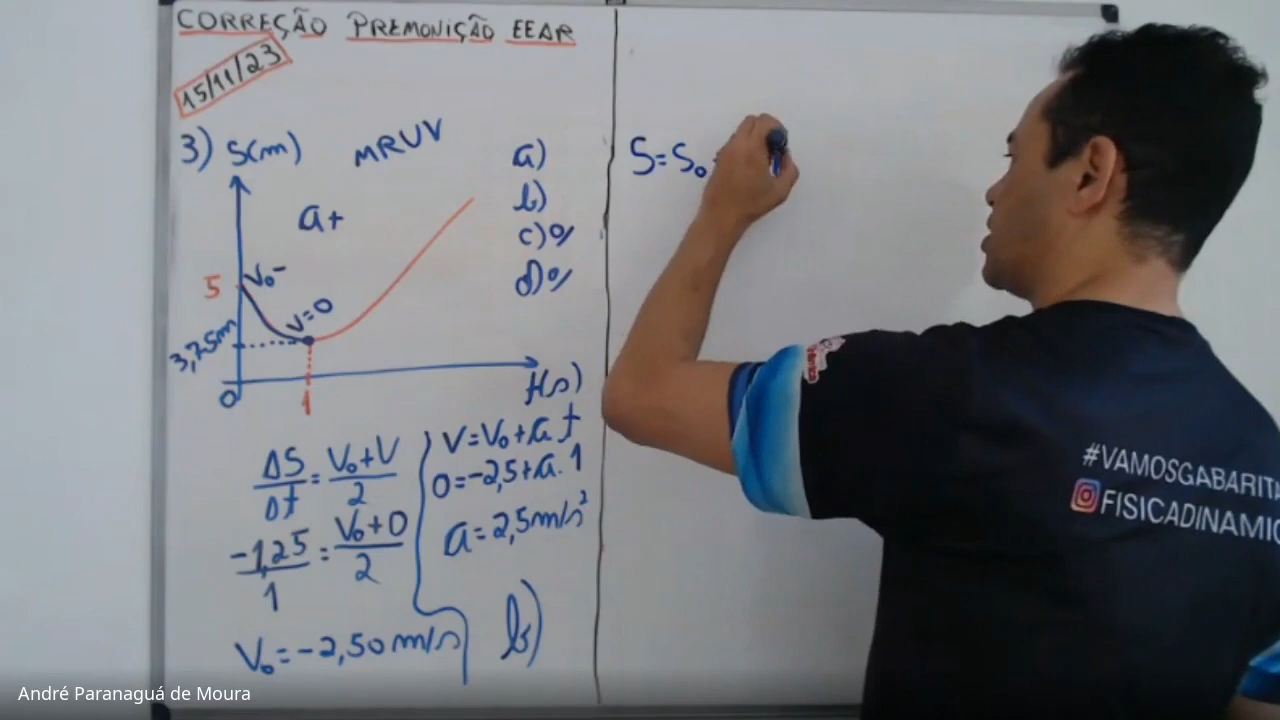 CORREÇÃO PREMONIÇÃO EEAR
15/11/23
3) S(m) MRUV
a+
a)
b)
c)%
d)%
5
V₀-
V=0
3,75m
0
1
t(s)
ΔS/Δt = (V₀+V)/2
-1,25/1 = (V₀+0)/2
V₀=-2,50 m/s
V=V₀+a t
0=-2,5+a.1
a=2,5m/s²
b)
S=S₀
#VAMOSGABARITA
FISICADINAMIC
André Paranaguá de Moura